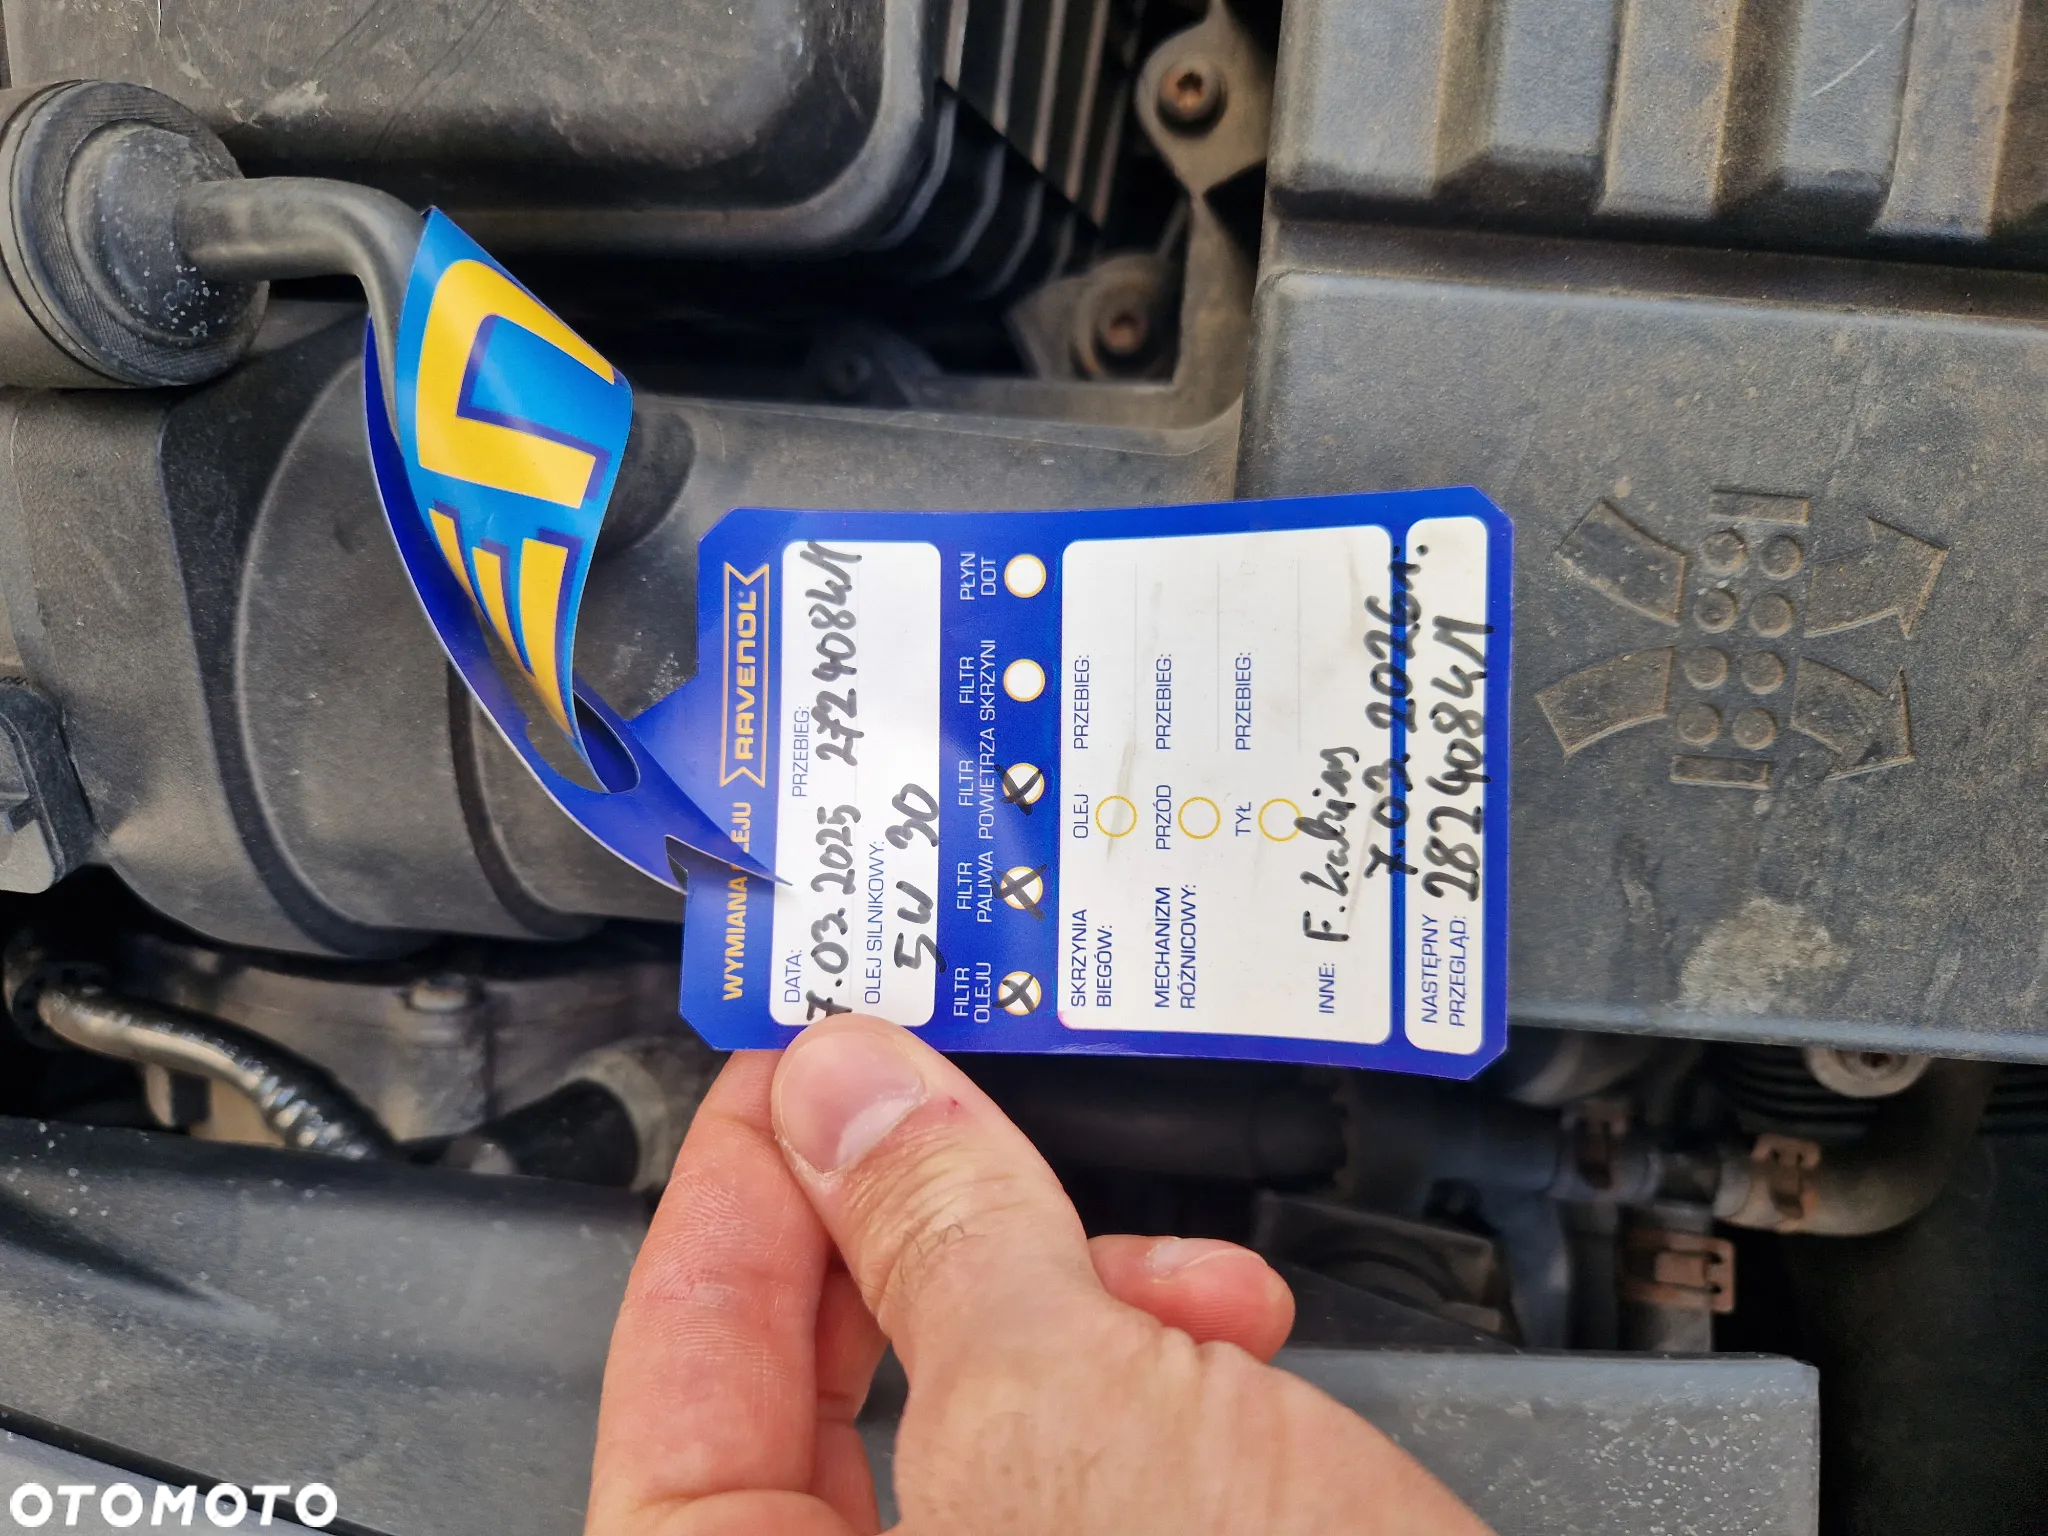 WYMIANA OLEJU RAVENOL
DATA: PRZEBIEG:
7.03.2025 272408km
OLEJ SILNIKOWY:
5W30
FILTR OLEJU
FILTR PALIWA
FILTR POWIETRZA
FILTR SKRZYNI
PŁYN DOT
SKRZYNIA BIEGÓW: OLEJ PRZEBIEG:
MECHANIZM RÓŻNICOWY: PRZÓD PRZEBIEG:
TYŁ PRZEBIEG:
INNE: F. kabiny
NASTĘPNY PRZEGLĄD:
7.03.2026r.
282408km
OTOMOTO